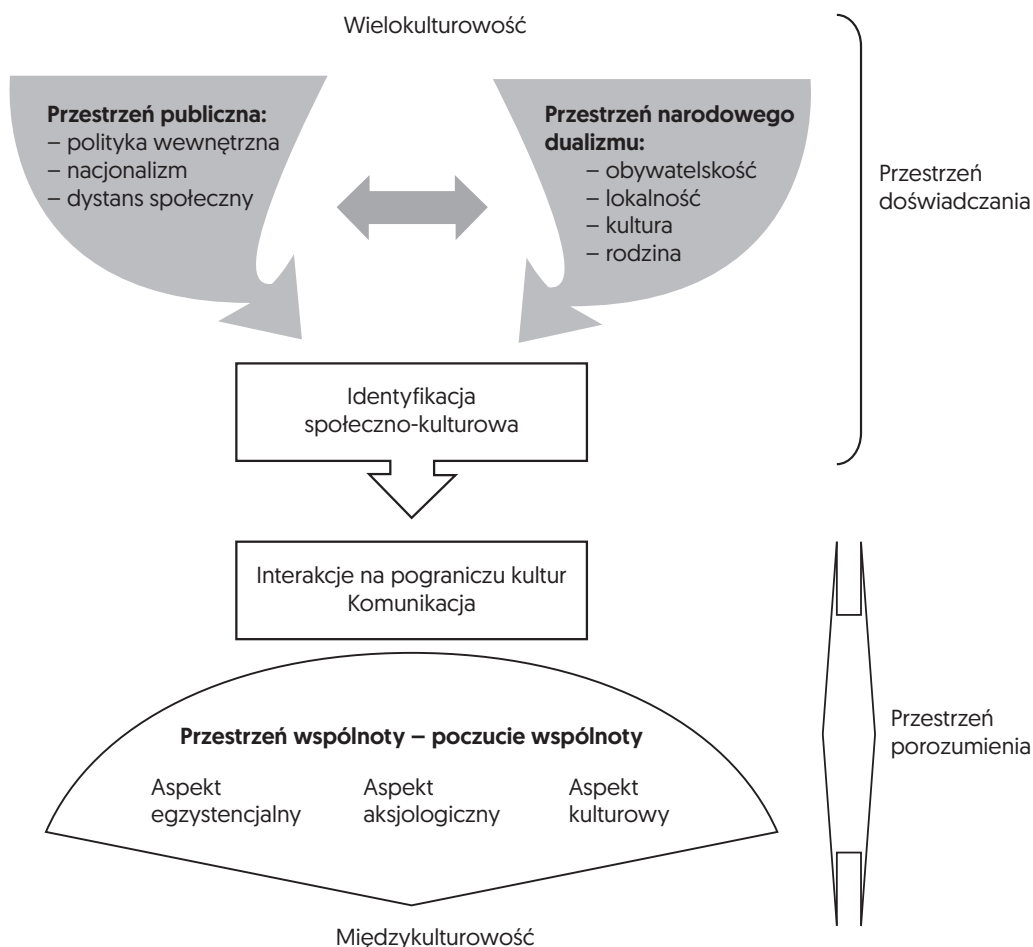 Wielokulturowość
Przestrzeń publiczna:
– polityka wewnętrzna
– nacjonalizm
– dystans społeczny
Przestrzeń narodowego
dualizmu:
– obywatelskość
– lokalność
– kultura
– rodzina
Przestrzeń
doświadczania
Identyfikacja
społeczno-kulturowa
Interakcje na pograniczu kultur
Komunikacja
Przestrzeń wspólnoty – poczucie wspólnoty
Aspekt
egzystencjalny
Aspekt
aksjologiczny
Aspekt
kulturowy
Przestrzeń
porozumienia
Międzykulturowość